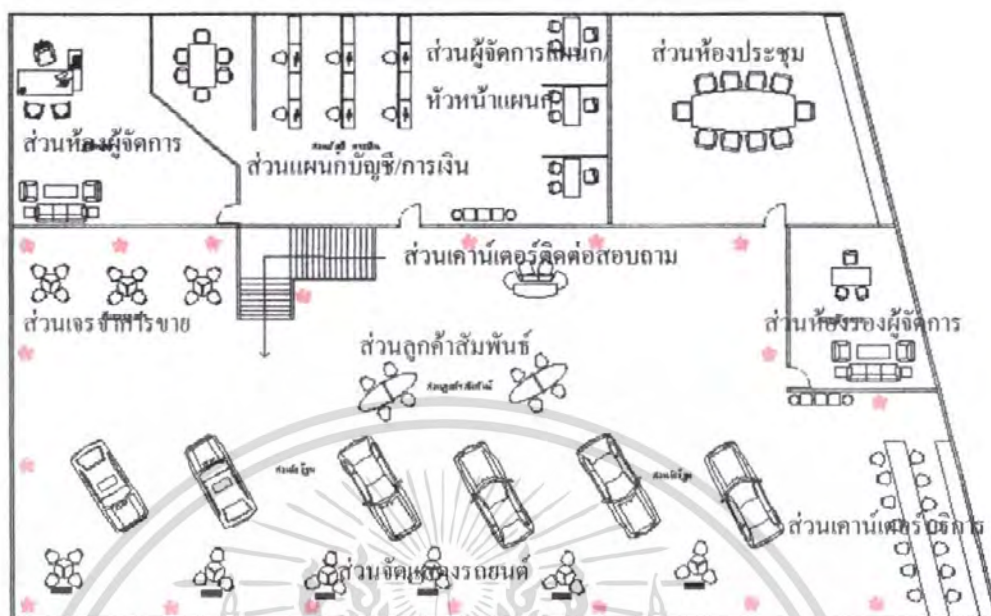 ส่วนผู้จัดการแผนก/
หัวหน้าแผนก
ส่วนห้องประชุม
ส่วนห้องผู้จัดการ
ส่วนแผนกบัญชี/การเงิน
ส่วนเคาน์เตอร์ติดต่อสอบถาม
ส่วนเจรจาการขาย
ส่วนห้องรองผู้จัดการ
ส่วนลูกค้าสัมพันธ์
ส่วนเคาน์เตอร์บริการ
ส่วนจัดแสดงรถยนต์